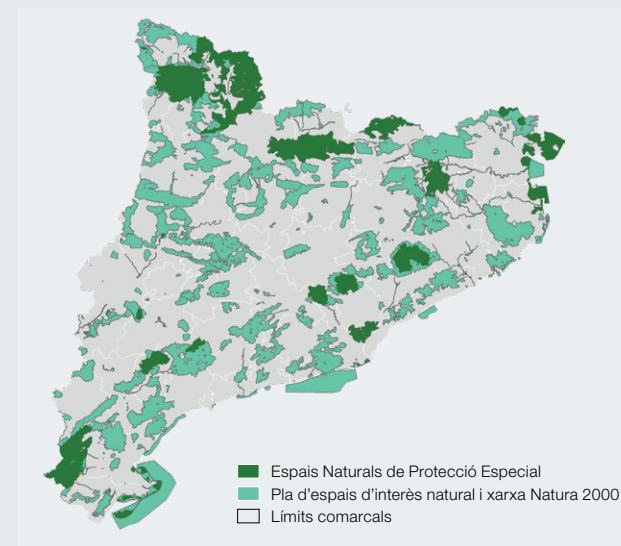 Espais Naturals de Protecció Especial
Pla d'espais d'interès natural i xarxa Natura 2000
Límits comarcals